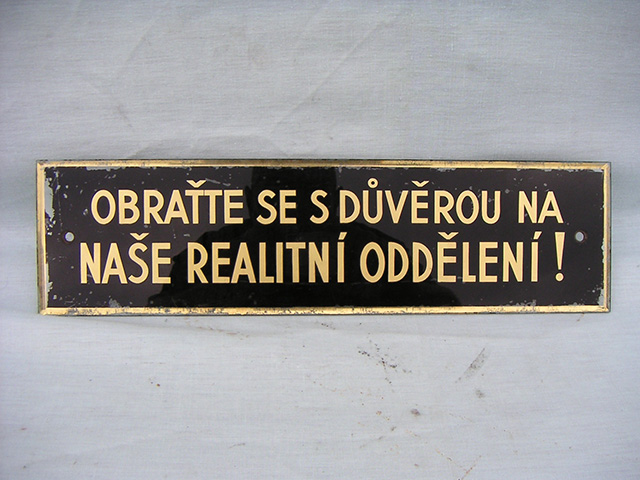 OBRAŤTE SE S DŮVĚROU NA
NAŠE REALITNÍ ODDĚLENÍ !